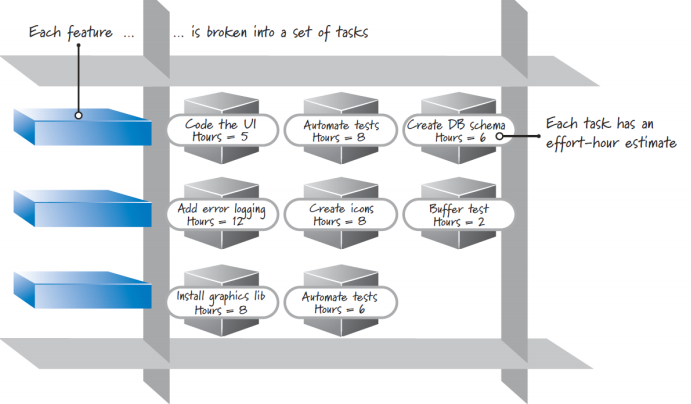 Each feature ...
... is broken into a set of tasks
Code the UI
Hours = 5
Automate tests
Hours = 8
Create DB schema
Hours = 6
Each task has an
effort-hour estimate
Add error logging
Hours = 12
Create icons
Hours = 8
Buffer test
Hours = 2
Install graphics lib
Hours = 8
Automate tests
Hours = 6